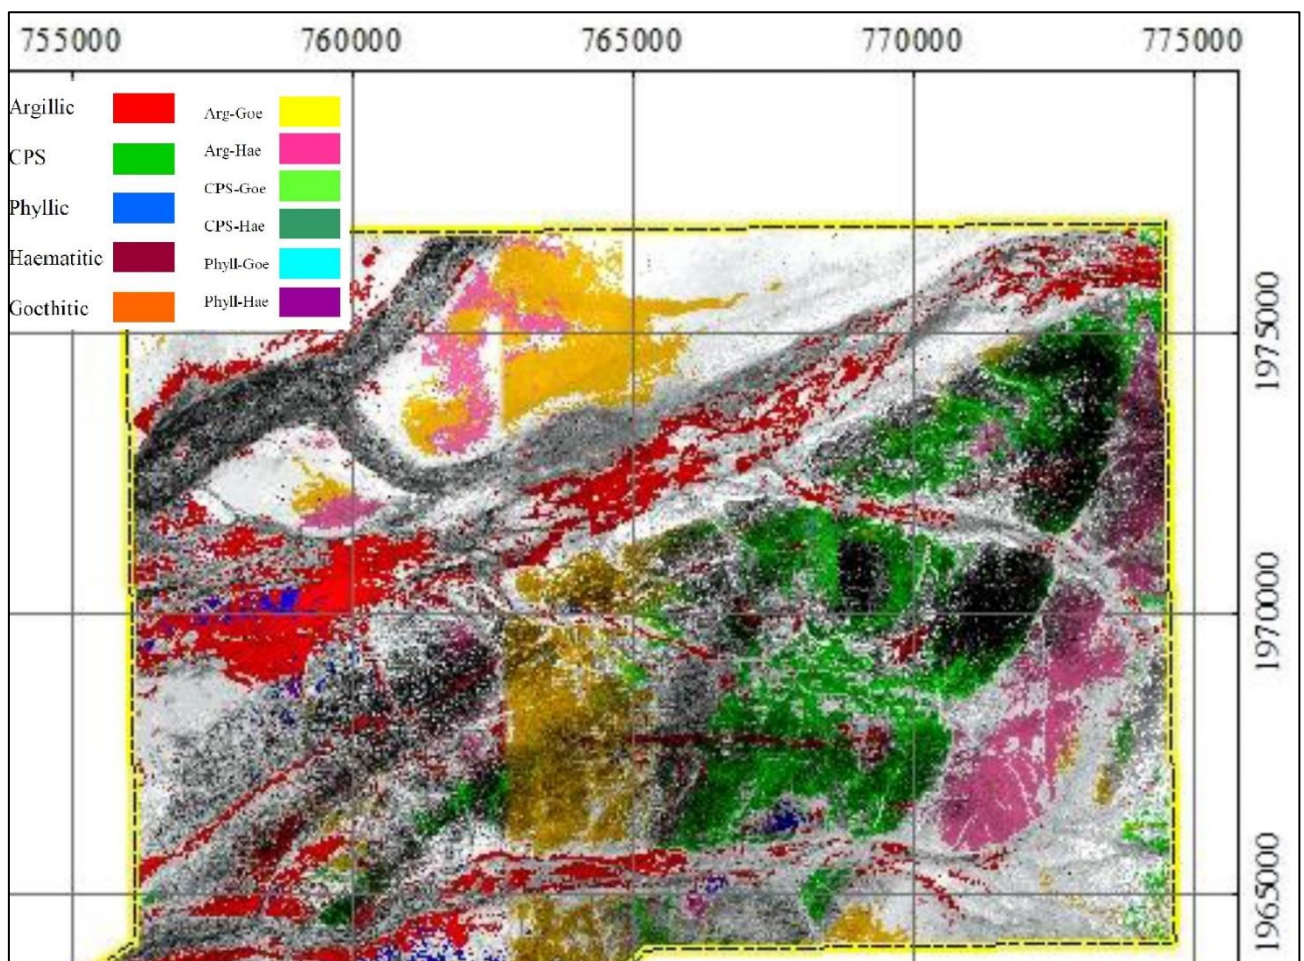 755000 760000 765000 770000 775000
Argillic
CPS
Phyllic
Haematitic
Goethitic
Arg-Goe
Arg-Hae
CPS-Goe
CPS-Hae
Phyll-Goe
Phyll-Hae
1975000
1970000
1965000